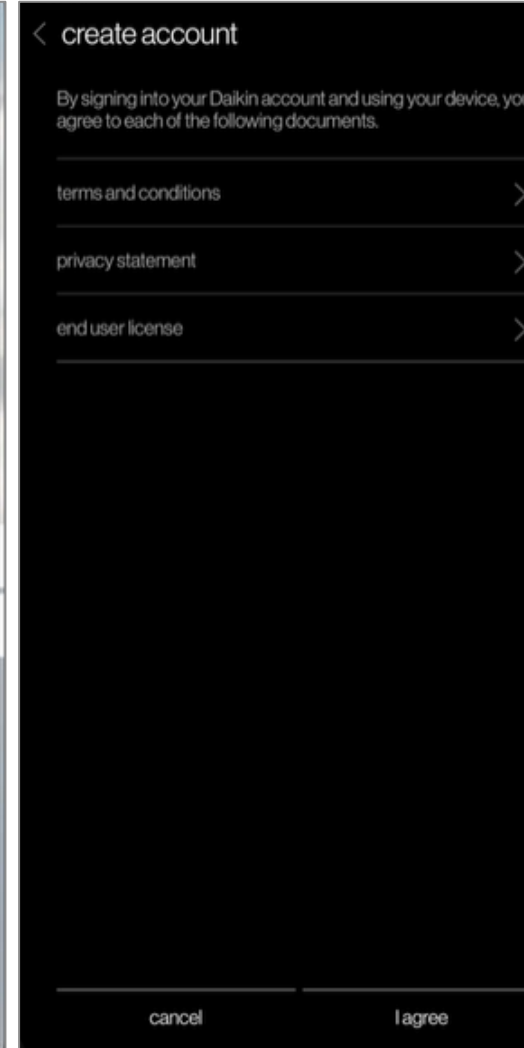 create account
By signing into your Daikin account and using your device, you
agree to each of the following documents.
terms and conditions
privacy statement
end user license
cancel
I agree